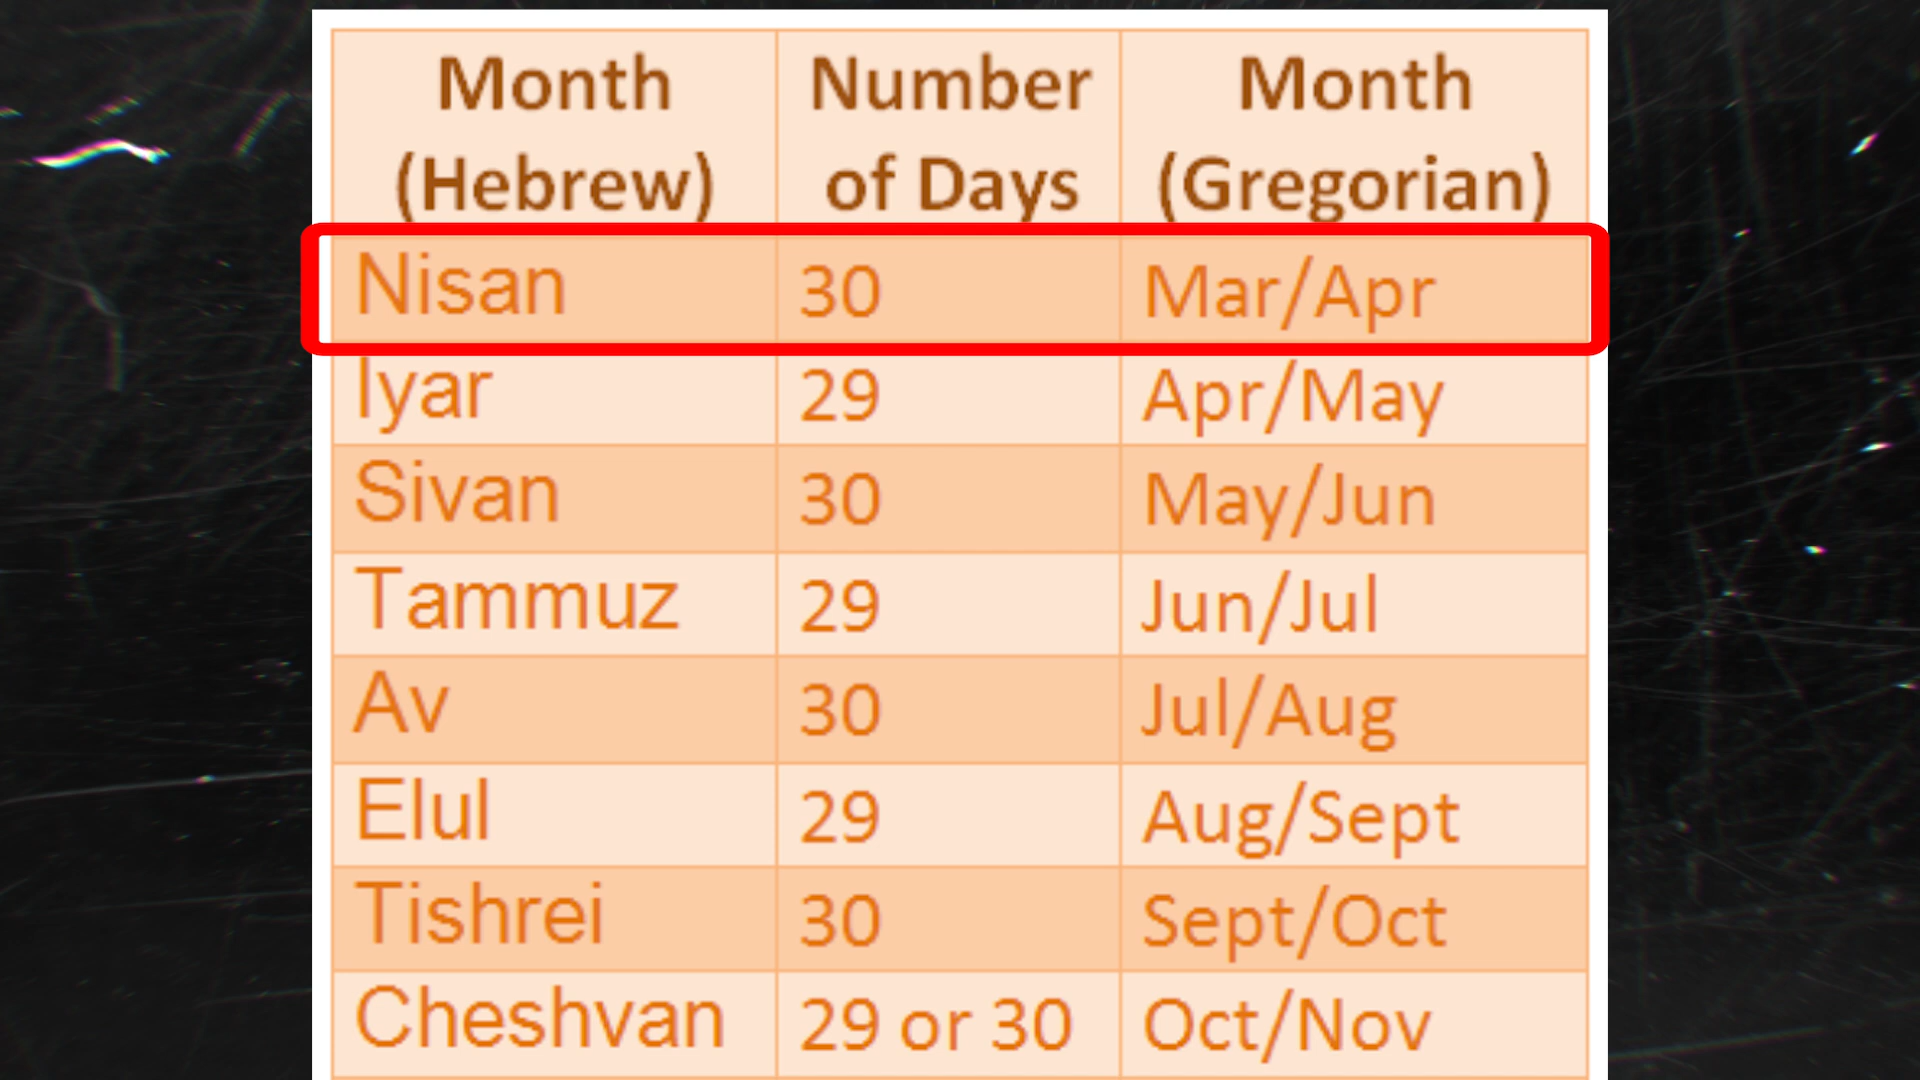 Month (Hebrew) Number of Days Month (Gregorian)
Nisan 30 Mar/Apr
Iyar 29 Apr/May
Sivan 30 May/Jun
Tammuz 29 Jun/Jul
Av 30 Jul/Aug
Elul 29 Aug/Sept
Tishrei 30 Sept/Oct
Cheshvan 29 or 30 Oct/Nov